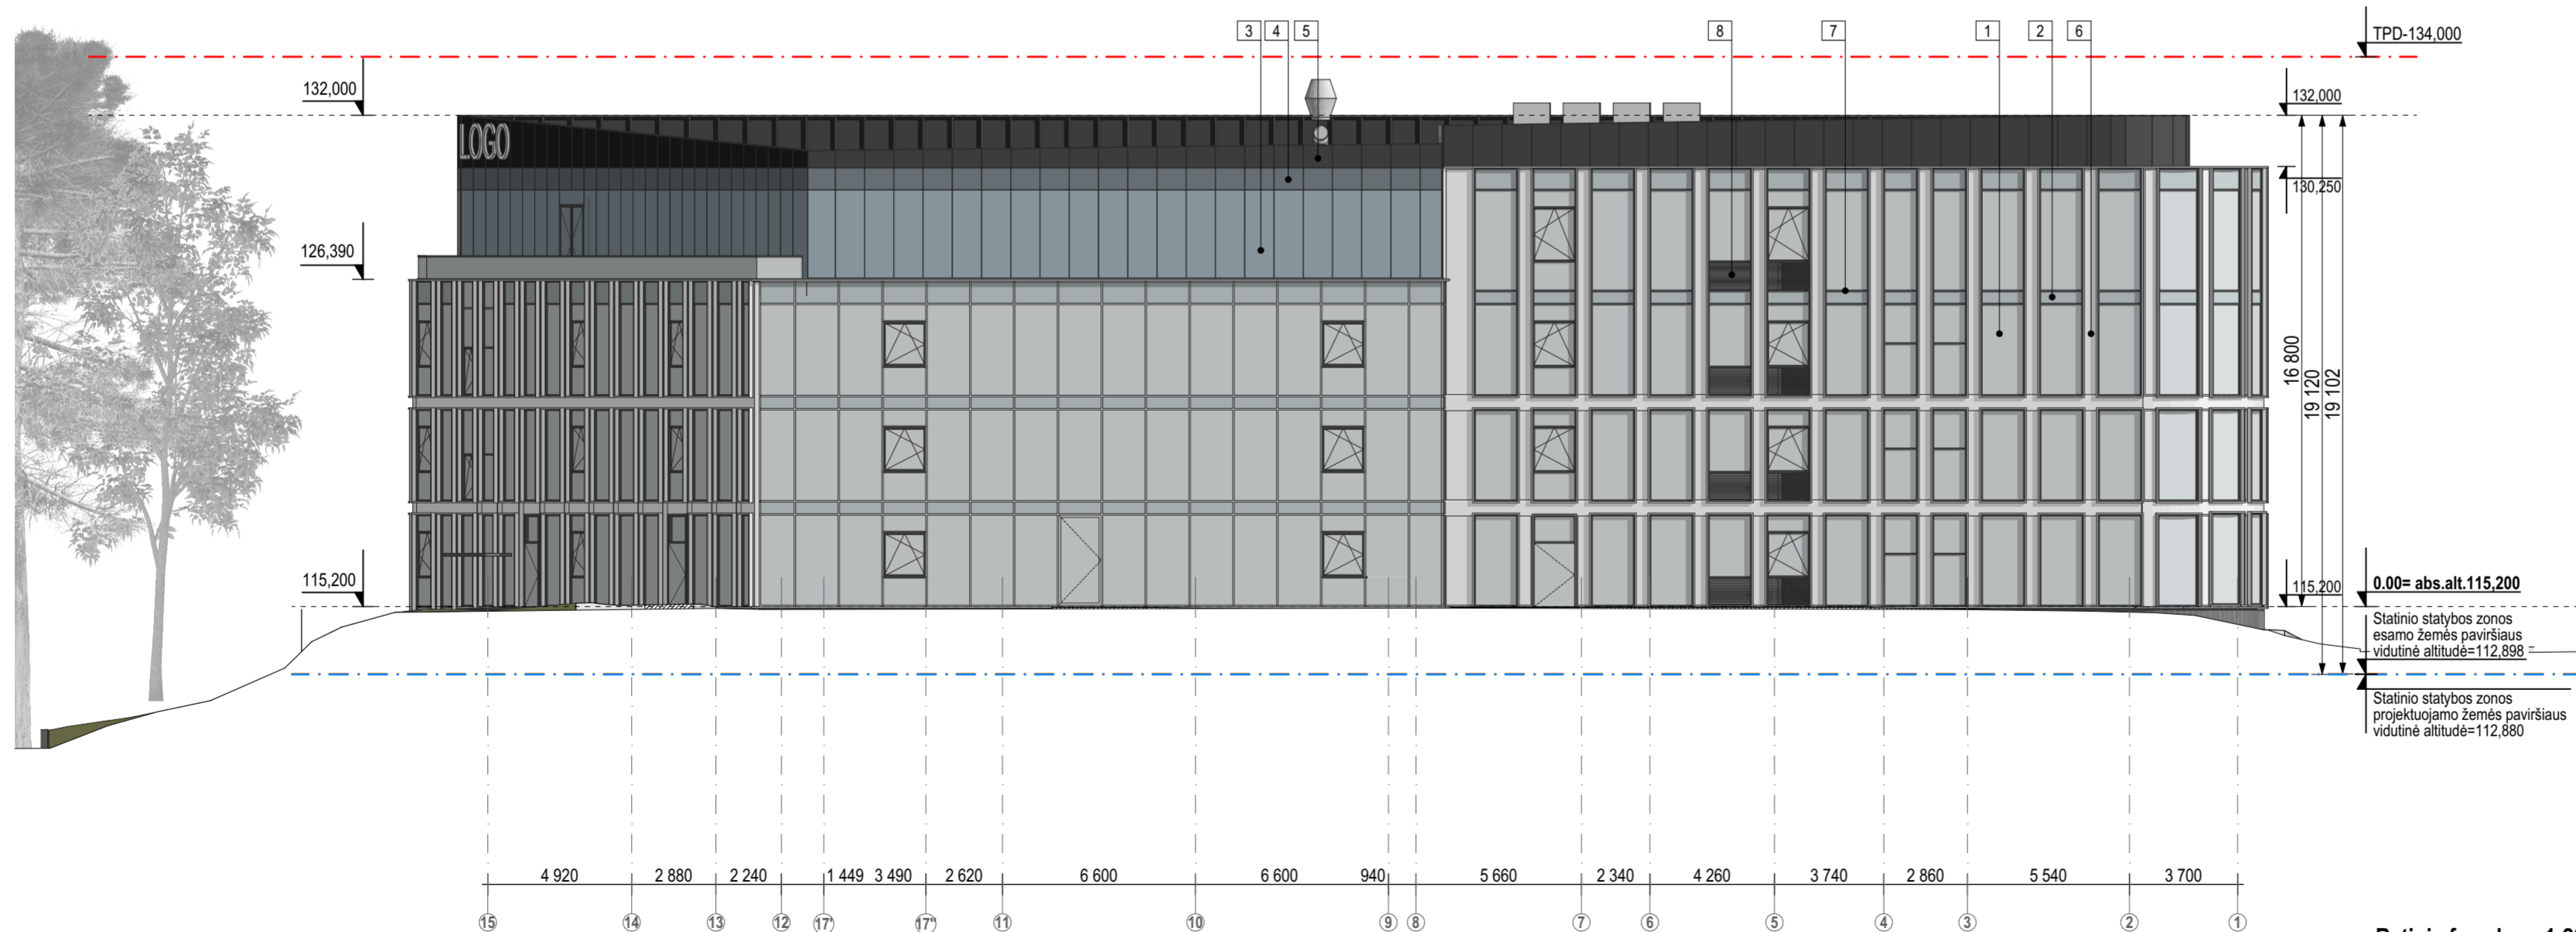 3 4 5 8 7 1 2 6
TPD-134,000
132,000
132,000
LOGO
130,250
126,390
16 800
19 120
19 102
115,200
115,200
0.00= abs.alt.115,200
Statinio statybos zonos
esamo žemės paviršiaus
vidutinė altitudė=112,898
Statinio statybos zonos
projektuojamo žemės paviršiaus
vidutinė altitudė=112,880
4 920 2 880 2 240 1 449 3 490 2 620 6 600 6 600 940 5 660 2 340 4 260 3 740 2 860 5 540 3 700
15 14 13 12 17' 17'' 11 10 9 8 7 6 5 4 3 2 1